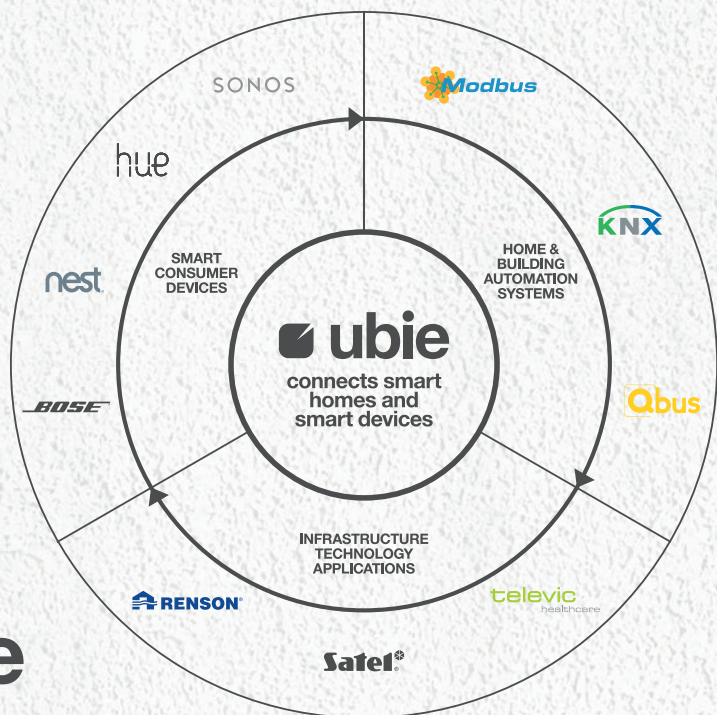 SONOS
Modbus
hue
KNX
SMART
CONSUMER
DEVICES
HOME &
BUILDING
AUTOMATION
SYSTEMS
nest
ubie
connects smart
homes and
smart devices
BOSE
Qbus
INFRASTRUCTURE
TECHNOLOGY
APPLICATIONS
RENSON®
televic
healthcare
Satel®
e